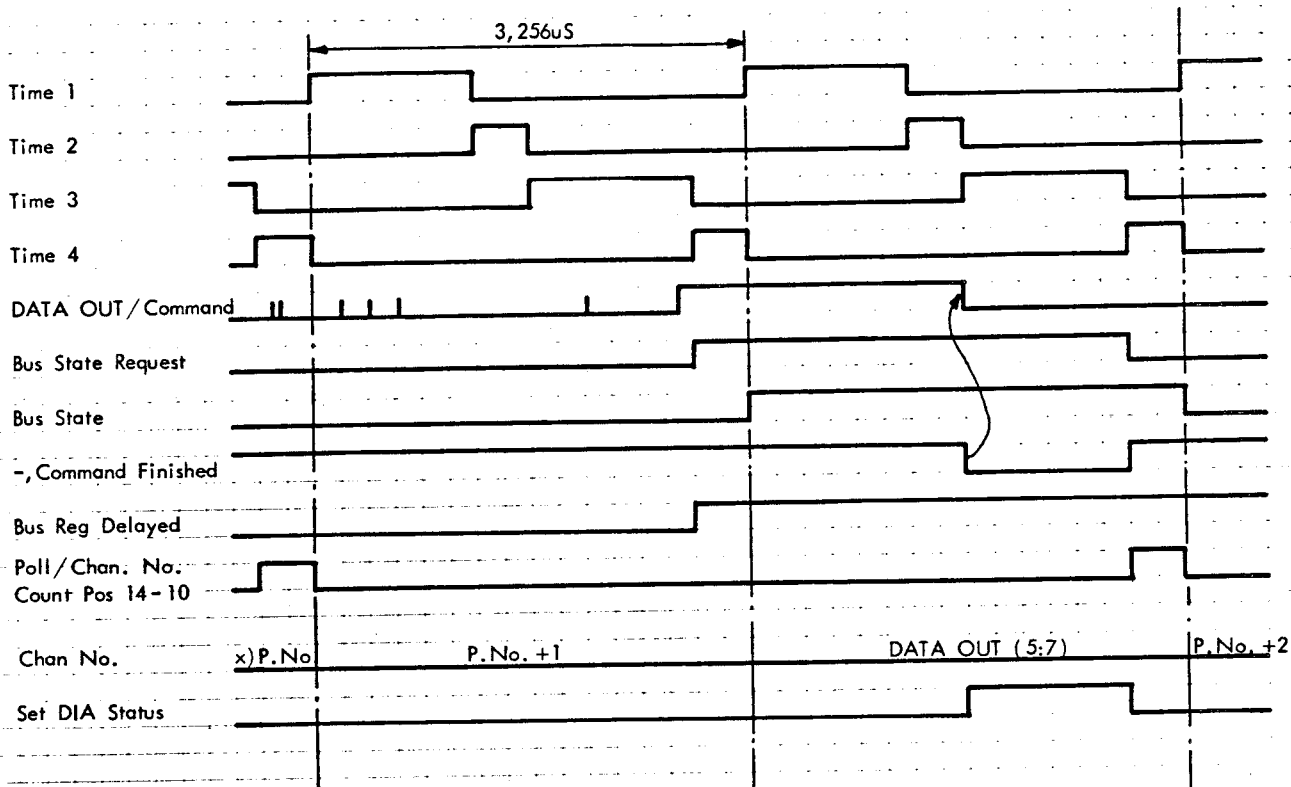 3,256uS
Time 1
Time 2
Time 3
Time 4
DATA OUT/Command
Bus State Request
Bus State
-,Command Finished
Bus Reg Delayed
Poll/Chan. No.
Count Pos 14-10
Chan No. x)P.No P.No. +1 DATA OUT (5:7) P.No. +2
Set DIA Status